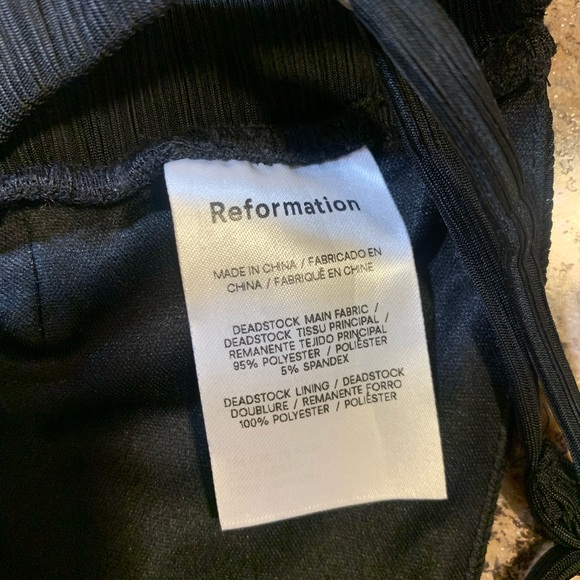 Reformation
MADE IN CHINA / FABRICADO EN
CHINA / FABRIQUÉ EN CHINE
DEADSTOCK MAIN FABRIC /
DEADSTOCK TISSU PRINCIPAL /
REMANENTE TEJIDO PRINCIPAL
95% POLYESTER / POLIÉSTER
5% SPANDEX
DEADSTOCK LINING / DEADSTOCK
DOUBLURE / REMANENTE FORRO
100% POLYESTER / POLIÉSTER